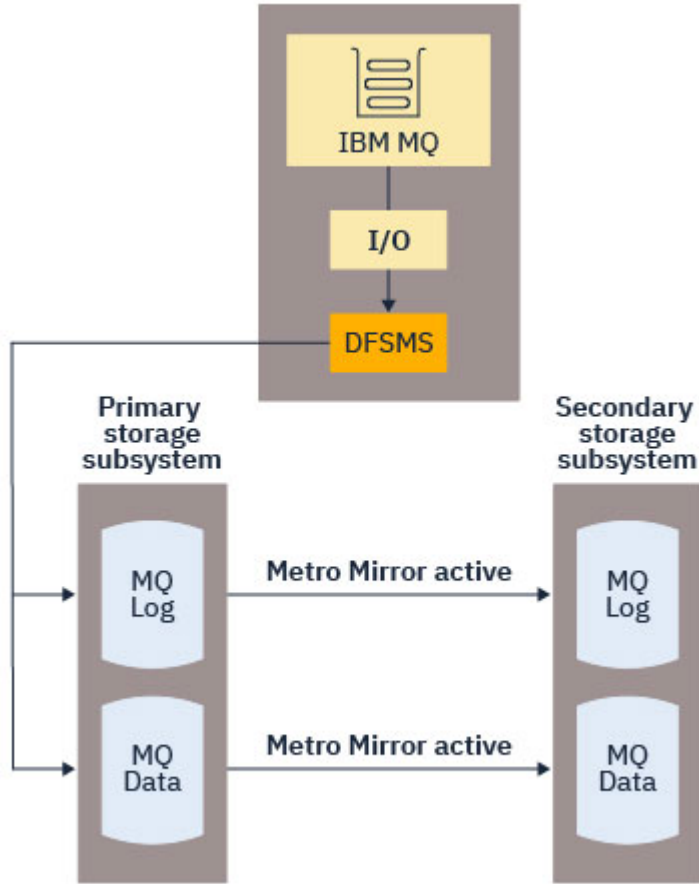 IBM MQ
I/O
DFSMS
Primary
storage
subsystem
Secondary
storage
subsystem
MQ
Log
Metro Mirror active
MQ
Log
MQ
Data
Metro Mirror active
MQ
Data